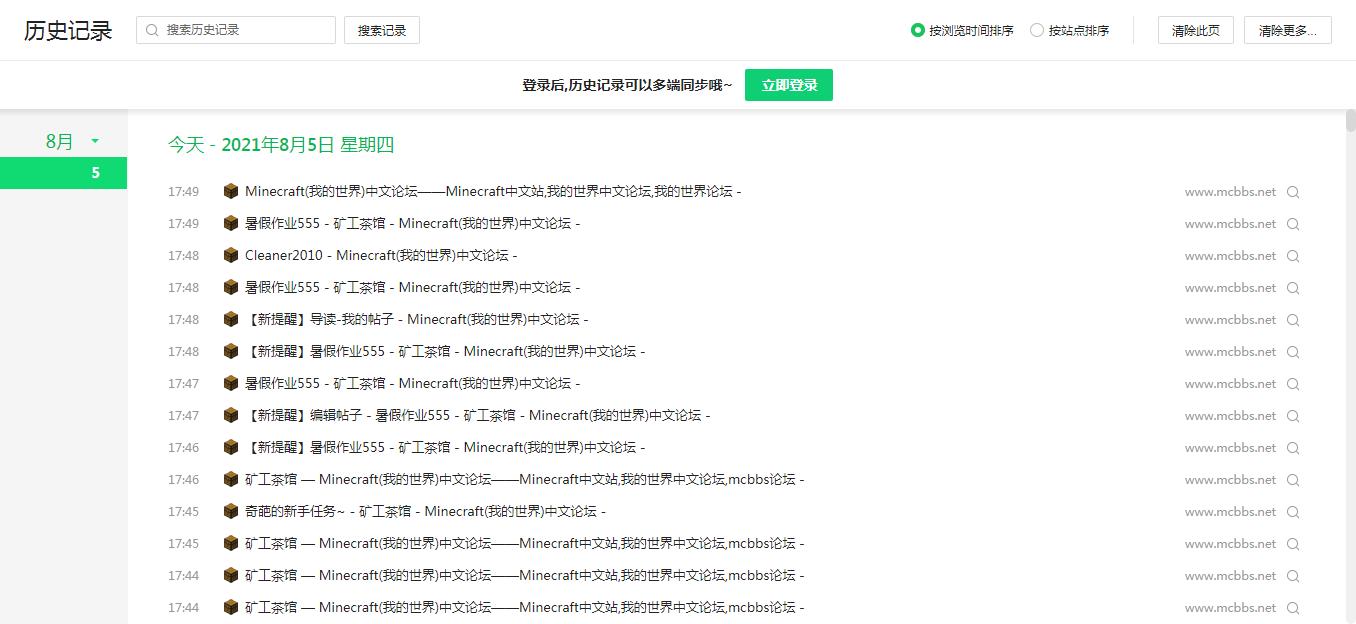 历史记录 搜索历史记录 搜索记录 按浏览时间排序 按站点排序 清除此页 清除更多...
登录后,历史记录可以多端同步哦~ 立即登录
8月
5
今天 - 2021年8月5日 星期四
17:49 Minecraft(我的世界)中文论坛——Minecraft中文站,我的世界中文论坛,我的世界论坛 - www.mcbbs.net
17:49 暑假作业555 - 矿工茶馆 - Minecraft(我的世界)中文论坛 - www.mcbbs.net
17:48 Cleaner2010 - Minecraft(我的世界)中文论坛 - www.mcbbs.net
17:48 暑假作业555 - 矿工茶馆 - Minecraft(我的世界)中文论坛 - www.mcbbs.net
17:48 【新提醒】导读-我的帖子 - Minecraft(我的世界)中文论坛 - www.mcbbs.net
17:48 【新提醒】暑假作业555 - 矿工茶馆 - Minecraft(我的世界)中文论坛 - www.mcbbs.net
17:47 暑假作业555 - 矿工茶馆 - Minecraft(我的世界)中文论坛 - www.mcbbs.net
17:47 【新提醒】编辑帖子 - 暑假作业555 - 矿工茶馆 - Minecraft(我的世界)中文论坛 - www.mcbbs.net
17:46 【新提醒】暑假作业555 - 矿工茶馆 - Minecraft(我的世界)中文论坛 - www.mcbbs.net
17:46 矿工茶馆 — Minecraft(我的世界)中文论坛——Minecraft中文站,我的世界中文论坛,mcbbs论坛 - www.mcbbs.net
17:45 奇葩的新手任务~ - 矿工茶馆 - Minecraft(我的世界)中文论坛 - www.mcbbs.net
17:45 矿工茶馆 — Minecraft(我的世界)中文论坛——Minecraft中文站,我的世界中文论坛,mcbbs论坛 - www.mcbbs.net
17:44 矿工茶馆 — Minecraft(我的世界)中文论坛——Minecraft中文站,我的世界中文论坛,mcbbs论坛 - www.mcbbs.net
17:44 矿工茶馆 — Minecraft(我的世界)中文论坛——Minecraft中文站,我的世界中文论坛,mcbbs论坛 - www.mcbbs.net